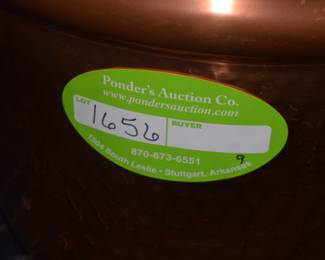 Ponder's Auction Co.
www.pondersauction.com
LOT BUYER
1656
870-673-6551
9
1504 South Leslie • Stuttgart, Arkansas